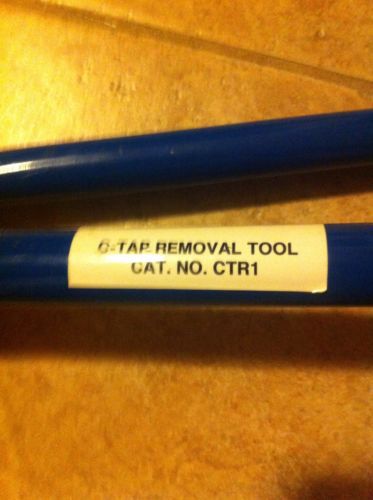 C-TAP REMOVAL TOOL
CAT. NO. CTR1